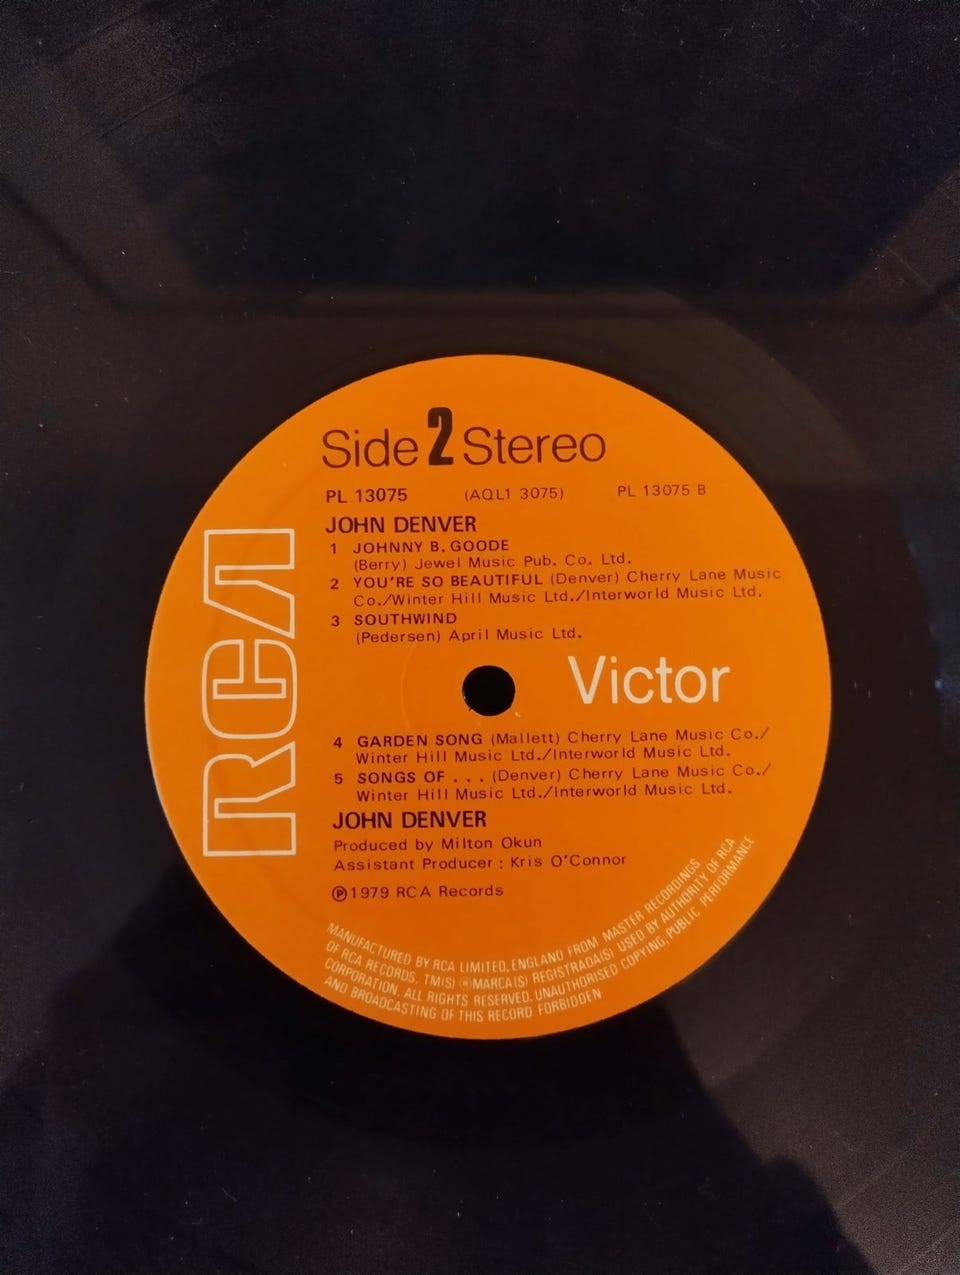 Side 2 Stereo
PL 13075 (AQL1 3075) PL 13075 B
JOHN DENVER
1 JOHNNY B. GOODE
(Berry) Jewel Music Pub. Co. Ltd.
2 YOU'RE SO BEAUTIFUL (Denver) Cherry Lane Music
Co./Winter Hill Music Ltd./Interworld Music Ltd.
3 SOUTHWIND
(Pedersen) April Music Ltd.
RCA
Victor
4 GARDEN SONG (Mallett) Cherry Lane Music Co./
Winter Hill Music Ltd./Interworld Music Ltd.
5 SONGS OF . . . (Denver) Cherry Lane Music Co./
Winter Hill Music Ltd./Interworld Music Ltd.
JOHN DENVER
Produced by Milton Okun
Assistant Producer : Kris O'Connor
℗ 1979 RCA Records
MANUFACTURED BY RCA LIMITED, ENGLAND FROM MASTER RECORDINGS
OF RCA RECORDS. TM(S) ® MARCA(S) REGISTRADA(S) USED BY AUTHORITY OF RCA
CORPORATION. ALL RIGHTS RESERVED. UNAUTHORISED COPYING, PUBLIC PERFORMANCE
AND BROADCASTING OF THIS RECORD FORBIDDEN